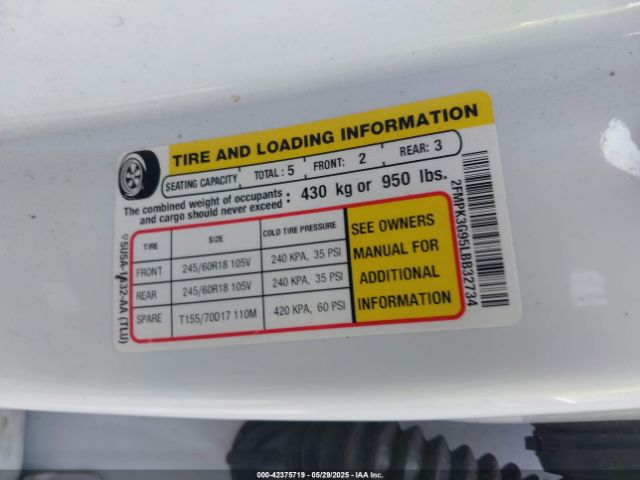 TIRE AND LOADING INFORMATION
SEATING CAPACITY TOTAL : 5 FRONT: 2 REAR: 3
The combined weight of occupants and cargo should never exceed : 430 kg or 950 lbs.
TIRE SIZE COLD TIRE PRESSURE
FRONT 245/60R18 105V 240 KPA, 35 PSI
REAR 245/60R18 105V 240 KPA, 35 PSI
SPARE T155/70D17 110M 420 KPA, 60 PSI
SEE OWNERS
MANUAL FOR
ADDITIONAL
INFORMATION
2FMPK3G95LBB32734
(TLU)
000-42375719 // 05/29/2025 // IAA Inc.